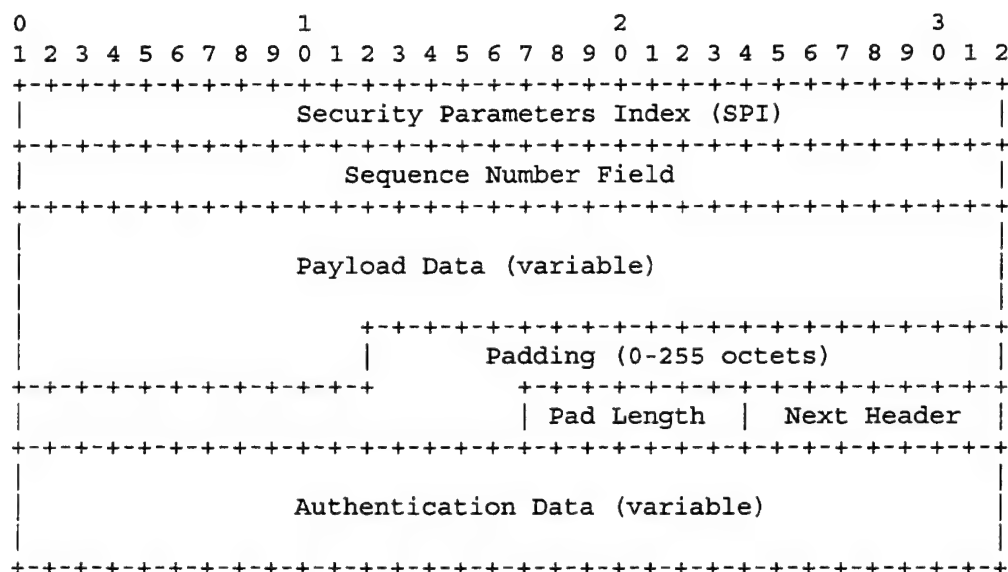 0 1 2 3
1 2 3 4 5 6 7 8 9 0 1 2 3 4 5 6 7 8 9 0 1 2 3 4 5 6 7 8 9 0 1 2
+-+-+-+-+-+-+-+-+-+-+-+-+-+-+-+-+-+-+-+-+-+-+-+-+-+-+-+-+-+-+-+-+
| Security Parameters Index (SPI) |
+-+-+-+-+-+-+-+-+-+-+-+-+-+-+-+-+-+-+-+-+-+-+-+-+-+-+-+-+-+-+-+-+
| Sequence Number Field |
+-+-+-+-+-+-+-+-+-+-+-+-+-+-+-+-+-+-+-+-+-+-+-+-+-+-+-+-+-+-+-+-+
| Payload Data (variable) |
+-+-+-+-+-+-+-+-+-+-+-+-+-+-+-+-+-+-+-+-+-+
| | Padding (0-255 octets) |
+-+-+-+-+-+-+-+-+-+-+-+ +-+-+-+-+-+-+-+-+-+-+-+-+-+-+-+-+
| | Pad Length | Next Header |
+-+-+-+-+-+-+-+-+-+-+-+-+-+-+-+-+-+-+-+-+-+-+-+-+-+-+-+-+-+-+-+-+
| Authentication Data (variable) |
+-+-+-+-+-+-+-+-+-+-+-+-+-+-+-+-+-+-+-+-+-+-+-+-+-+-+-+-+-+-+-+-+